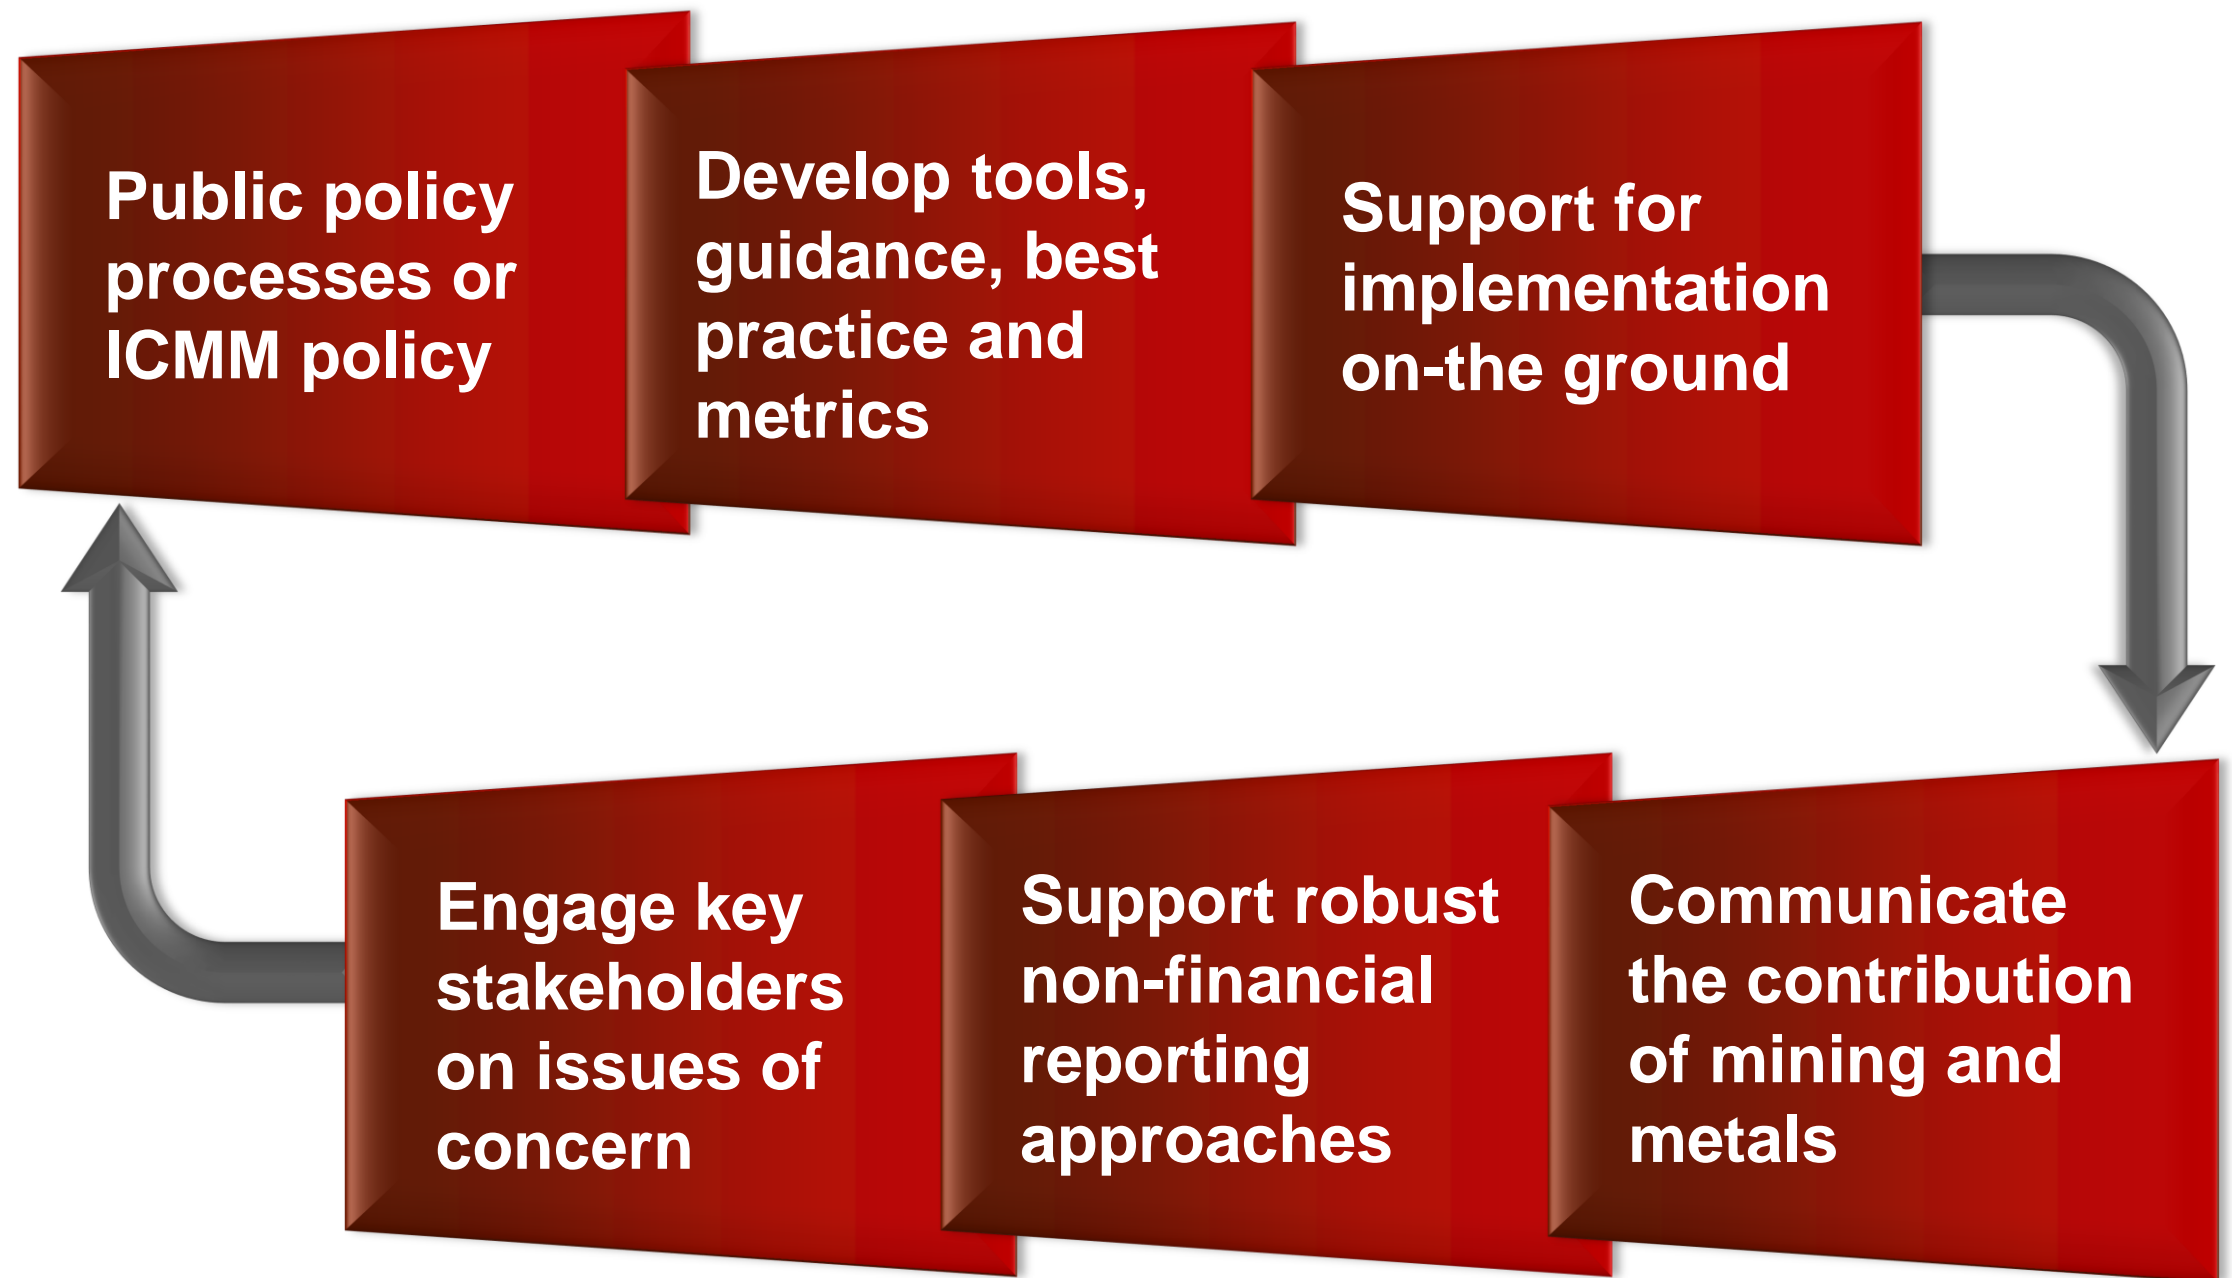 Public policy
processes or
ICMM policy
Develop tools,
guidance, best
practice and
metrics
Support for
implementation
on-the ground
Engage key
stakeholders
on issues of
concern
Support robust
non-financial
reporting
approaches
Communicate
the contribution
of mining and
metals